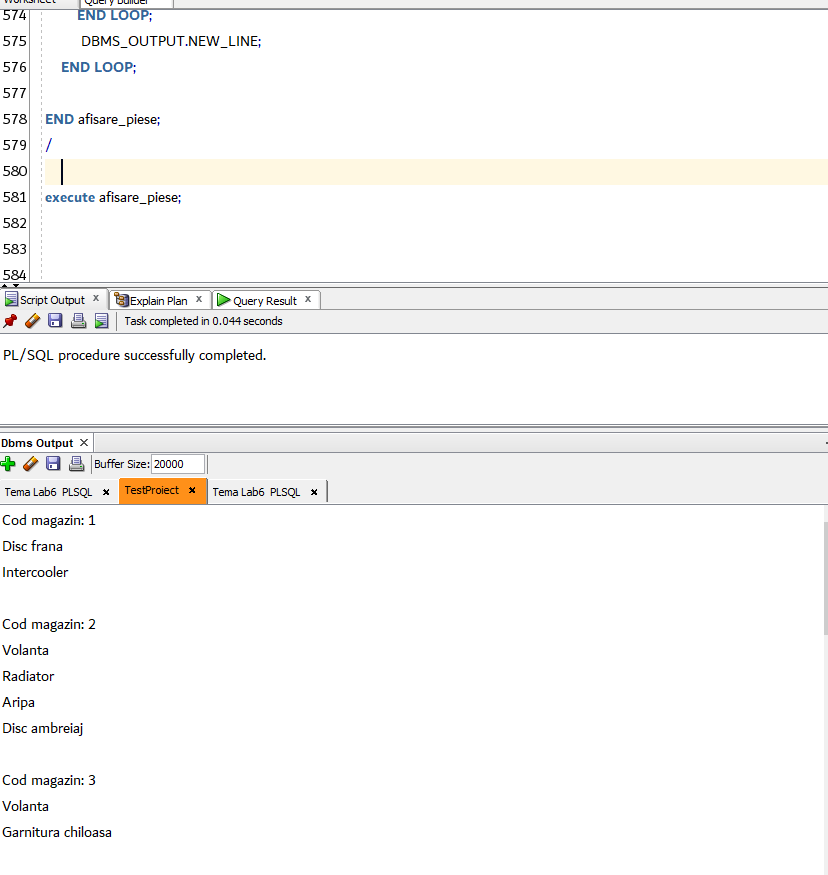 Worksheet Query Builder
574 END LOOP;
575 DBMS_OUTPUT.NEW_LINE;
576 END LOOP;
577
578 END afisare_piese;
579 /
580
581 execute afisare_piese;
582
583
584
Script Output x Explain Plan x Query Result x
Task completed in 0.044 seconds
PL/SQL procedure successfully completed.
Dbms Output ×
Buffer Size: 20000
Tema Lab6 PLSQL × TestProiect × Tema Lab6 PLSQL ×
Cod magazin: 1
Disc frana
Intercooler
Cod magazin: 2
Volanta
Radiator
Aripa
Disc ambreiaj
Cod magazin: 3
Volanta
Garnitura chiloasa